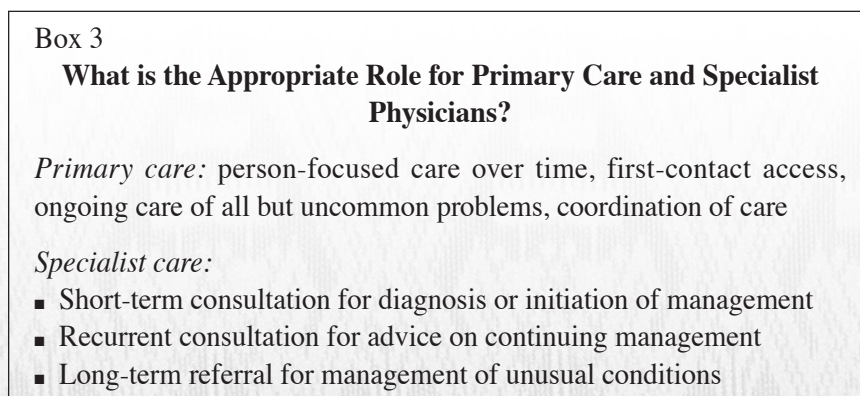 Box 3
What is the Appropriate Role for Primary Care and Specialist
Physicians?
Primary care: person-focused care over time, first-contact access,
ongoing care of all but uncommon problems, coordination of care
Specialist care:
▪ Short-term consultation for diagnosis or initiation of management
▪ Recurrent consultation for advice on continuing management
▪ Long-term referral for management of unusual conditions